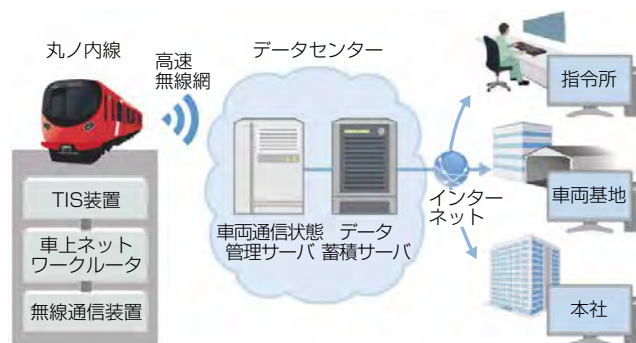 丸ノ内線
高速
無線網
データセンター
指令所
TIS装置
車上ネット
ワークルータ
無線通信装置
車両通信状態
管理サーバ
データ
蓄積サーバ
インター
ネット
車両基地
本社